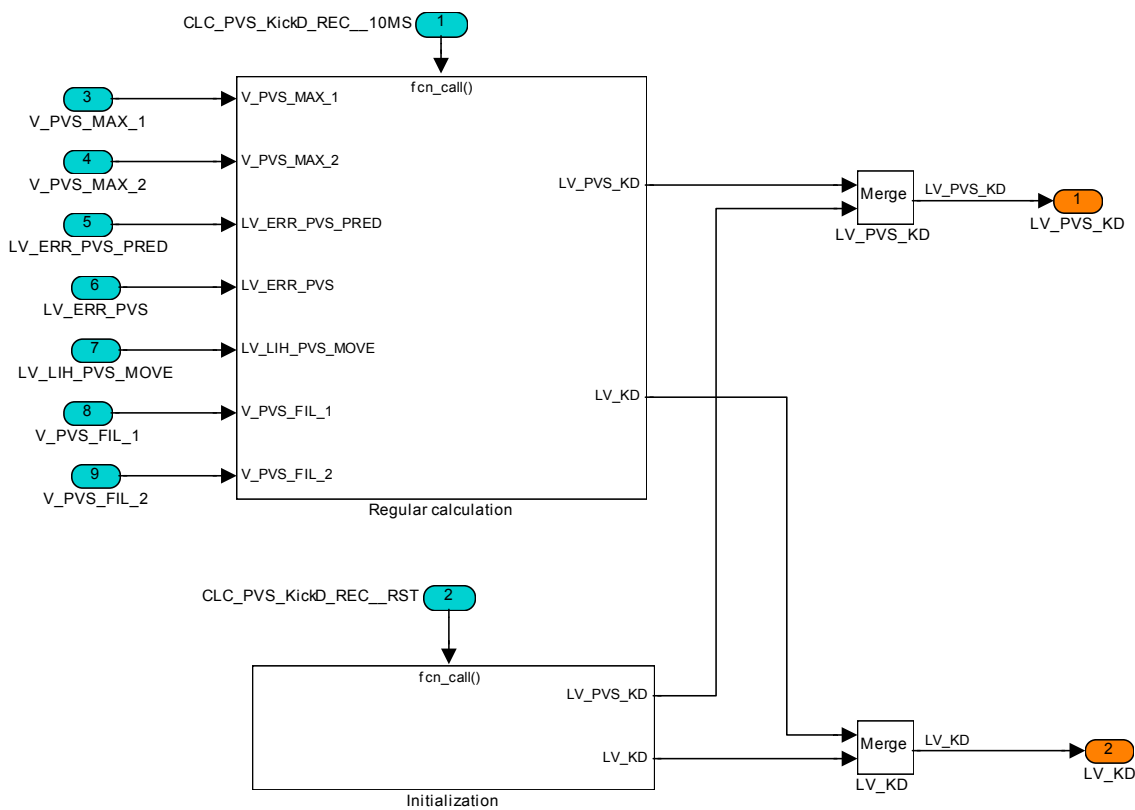 CLC_PVS_KickD_REC__10MS
1
fcn_call()
3
V_PVS_MAX_1
V_PVS_MAX_1
4
V_PVS_MAX_2
V_PVS_MAX_2
LV_PVS_KD
Merge
LV_PVS_KD
LV_PVS_KD
1
LV_PVS_KD
5
LV_ERR_PVS_PRED
LV_ERR_PVS_PRED
6
LV_ERR_PVS
LV_ERR_PVS
7
LV_LIH_PVS_MOVE
LV_LIH_PVS_MOVE
LV_KD
8
V_PVS_FIL_1
V_PVS_FIL_1
9
V_PVS_FIL_2
V_PVS_FIL_2
Regular calculation
CLC_PVS_KickD_REC__RST
2
fcn_call()
LV_PVS_KD
LV_KD
Merge
LV_KD
LV_KD
2
LV_KD
Initialization